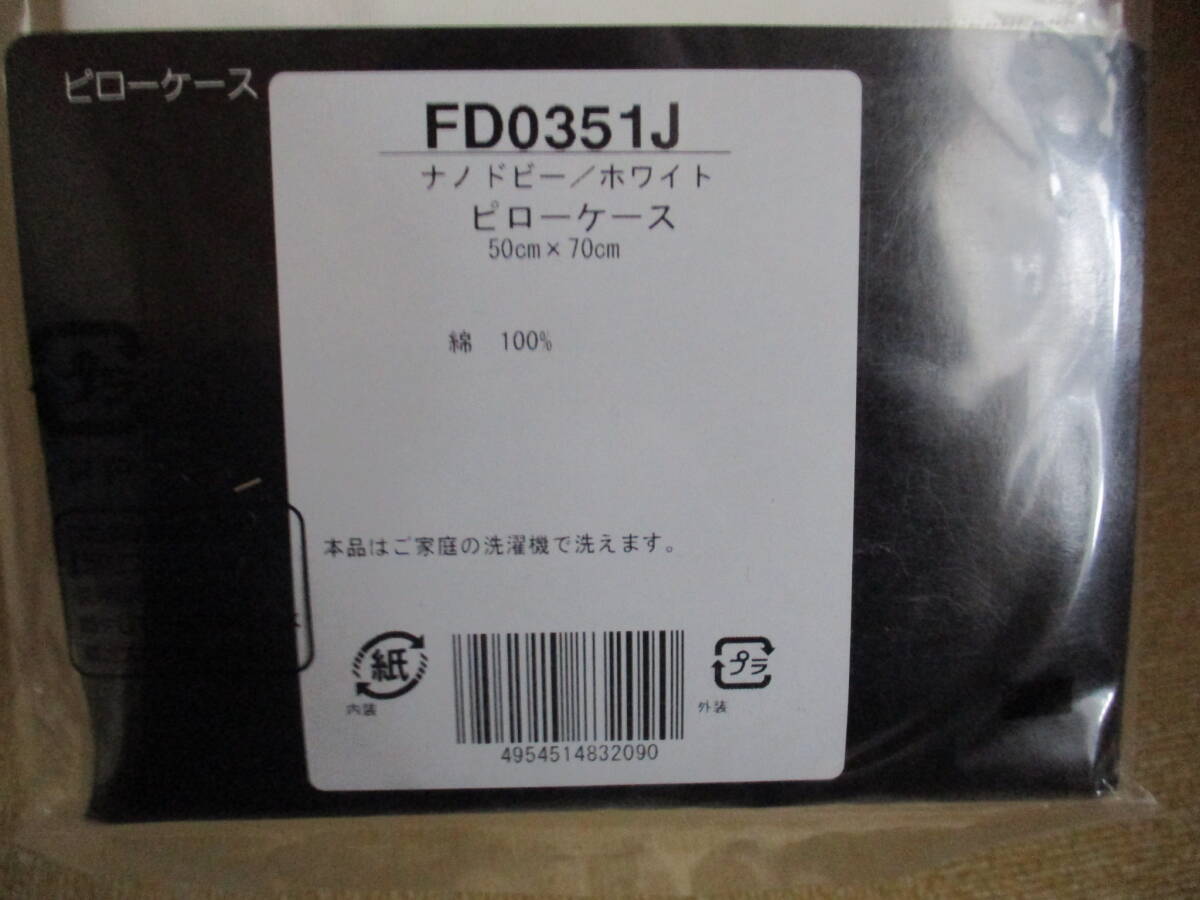 ピローケース
FD0351J
ナノドビー／ホワイト
ピローケース
50cm×70cm
綿 100%
本品はご家庭の洗濯機で洗えます。
紙
内装
プラ
外装
4954514832090